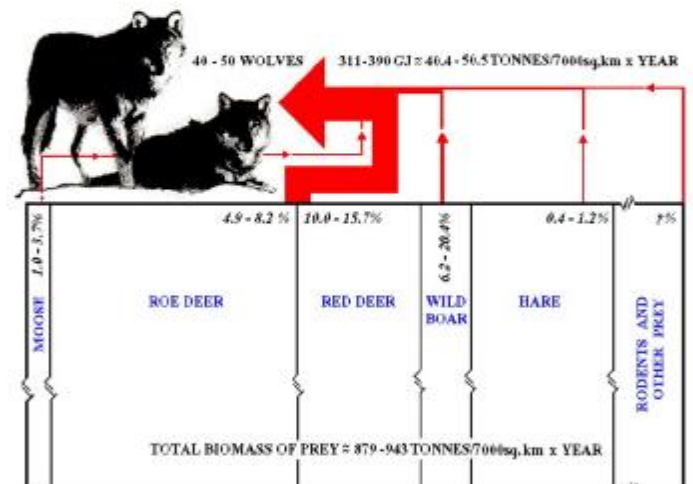 40 - 50 WOLVES
311-390 GJ ≈ 40.4 - 50.5 TONNES/7000sq.km x YEAR
1.0 - 3.7%
4.9 - 8.2 %
10.0 - 15.7%
6.2 - 20.4%
0.4 - 1.2%
?%
MOOSE
ROE DEER
RED DEER
WILD
BOAR
HARE
RODENTS AND
OTHER PREY
TOTAL BIOMASS OF PREY ≈ 879 -943 TONNES/7000sq. km x YEAR